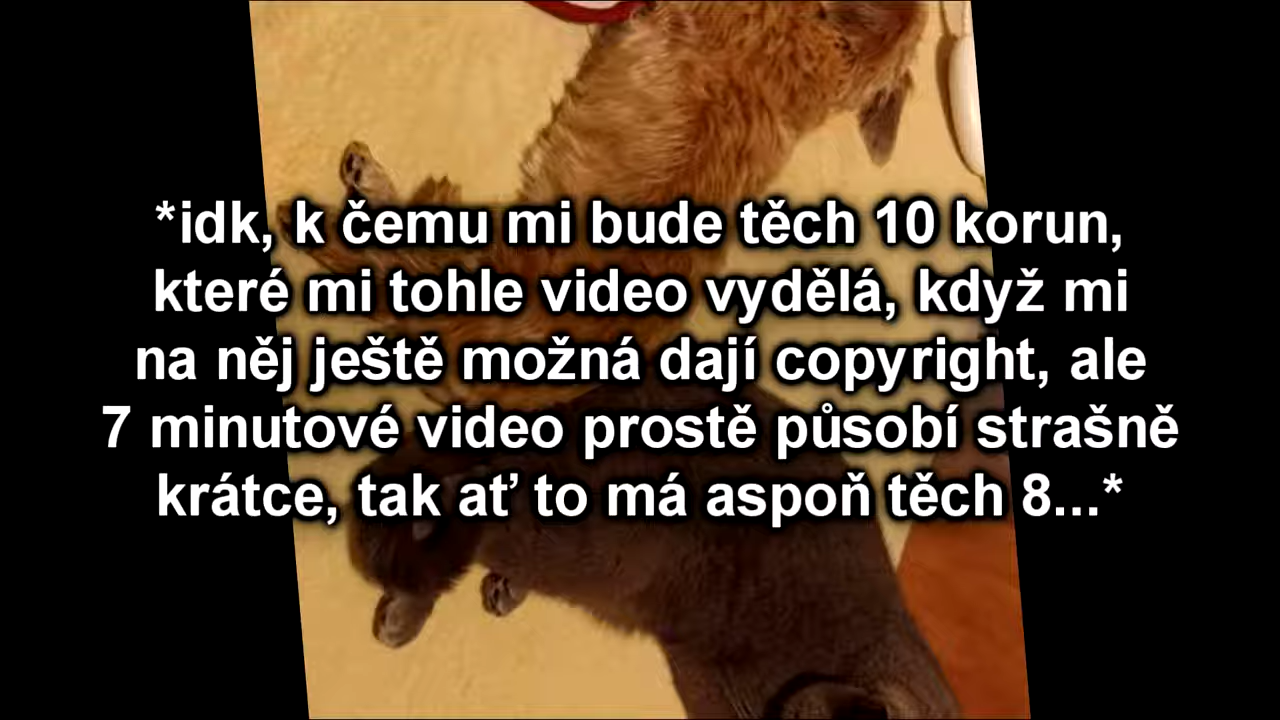 *idk, k čemu mi bude těch 10 korun,
které mi tohle video vydělá, když mi
na něj ještě možná dají copyright, ale
7 minutové video prostě působí strašně
krátce, tak ať to má aspoň těch 8...*